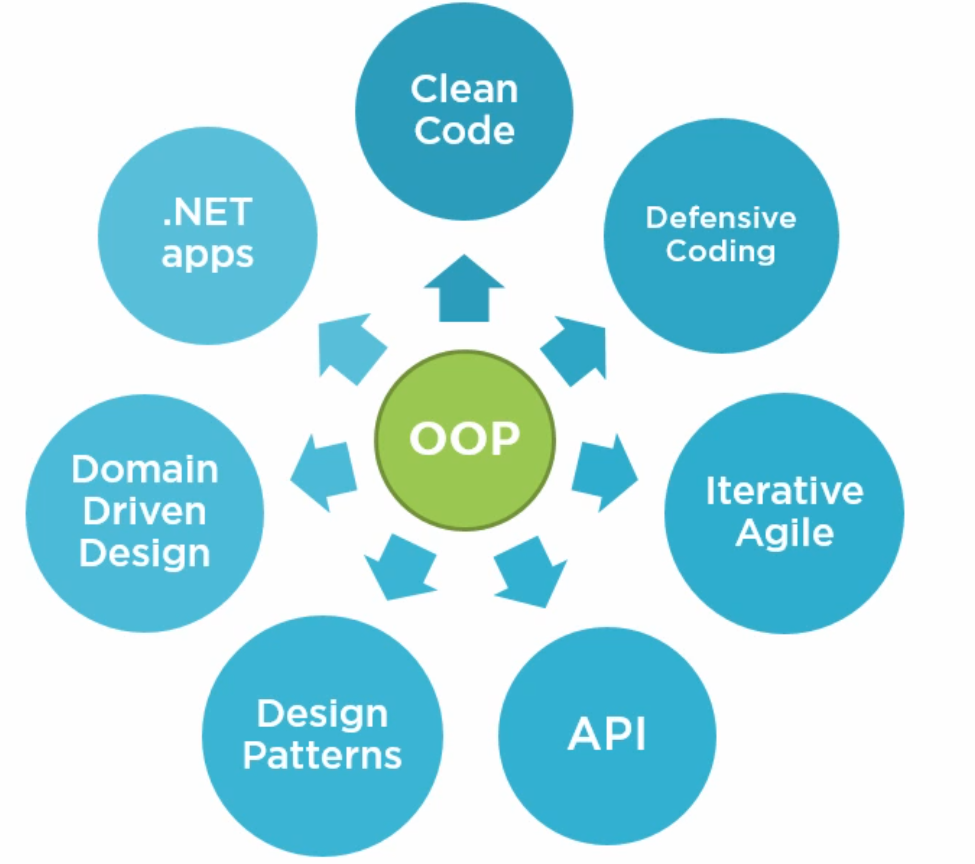 Clean
Code
Defensive
Coding
Iterative
Agile
API
Design
Patterns
Domain
Driven
Design
.NET
apps
OOP